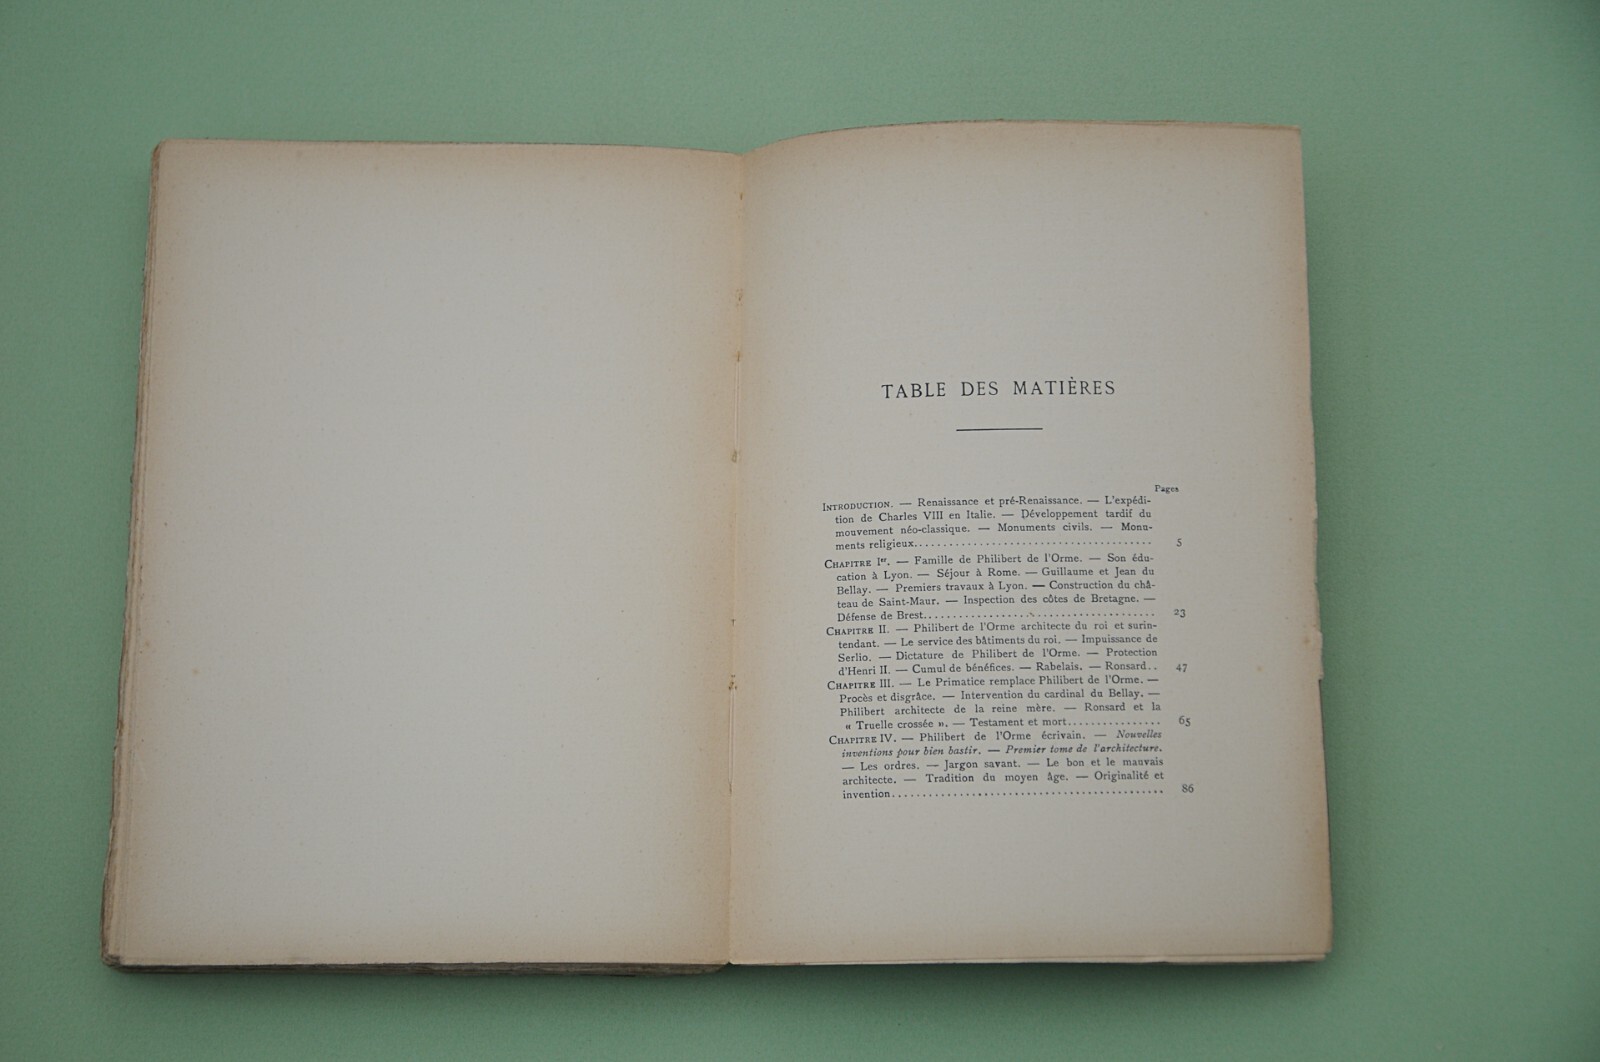 TABLE DES MATIÈRES
Pages
INTRODUCTION. — Renaissance et pré-Renaissance. — L'expédi-
tion de Charles VIII en Italie. — Développement tardif du
mouvement néo-classique. — Monuments civils. — Monu-
ments religieux........................................ 5
CHAPITRE Ier. — Famille de Philibert de l'Orme. — Son édu-
cation à Lyon. — Séjour à Rome. — Guillaume et Jean du
Bellay. — Premiers travaux à Lyon. — Construction du châ-
teau de Saint-Maur. — Inspection des côtes de Bretagne. —
Défense de Brest....................................... 23
CHAPITRE II. — Philibert de l'Orme architecte du roi et surin-
tendant. — Le service des bâtiments du roi. — Impuissance de
Serlio. — Dictature de Philibert de l'Orme. — Protection
d'Henri II. — Cumul de bénéfices. — Rabelais. — Ronsard.. 47
CHAPITRE III. — Le Primatice remplace Philibert de l'Orme. —
Procès et disgrâce. — Intervention du cardinal du Bellay. —
Philibert architecte de la reine mère. — Ronsard et la
« Truelle crossée ». — Testament et mort................ 65
CHAPITRE IV. — Philibert de l'Orme écrivain. — Nouvelles
inventions pour bien bastir. — Premier tome de l'architecture.
— Les ordres. — Jargon savant. — Le bon et le mauvais
architecte. — Tradition du moyen âge. — Originalité et
invention.............................................. 86